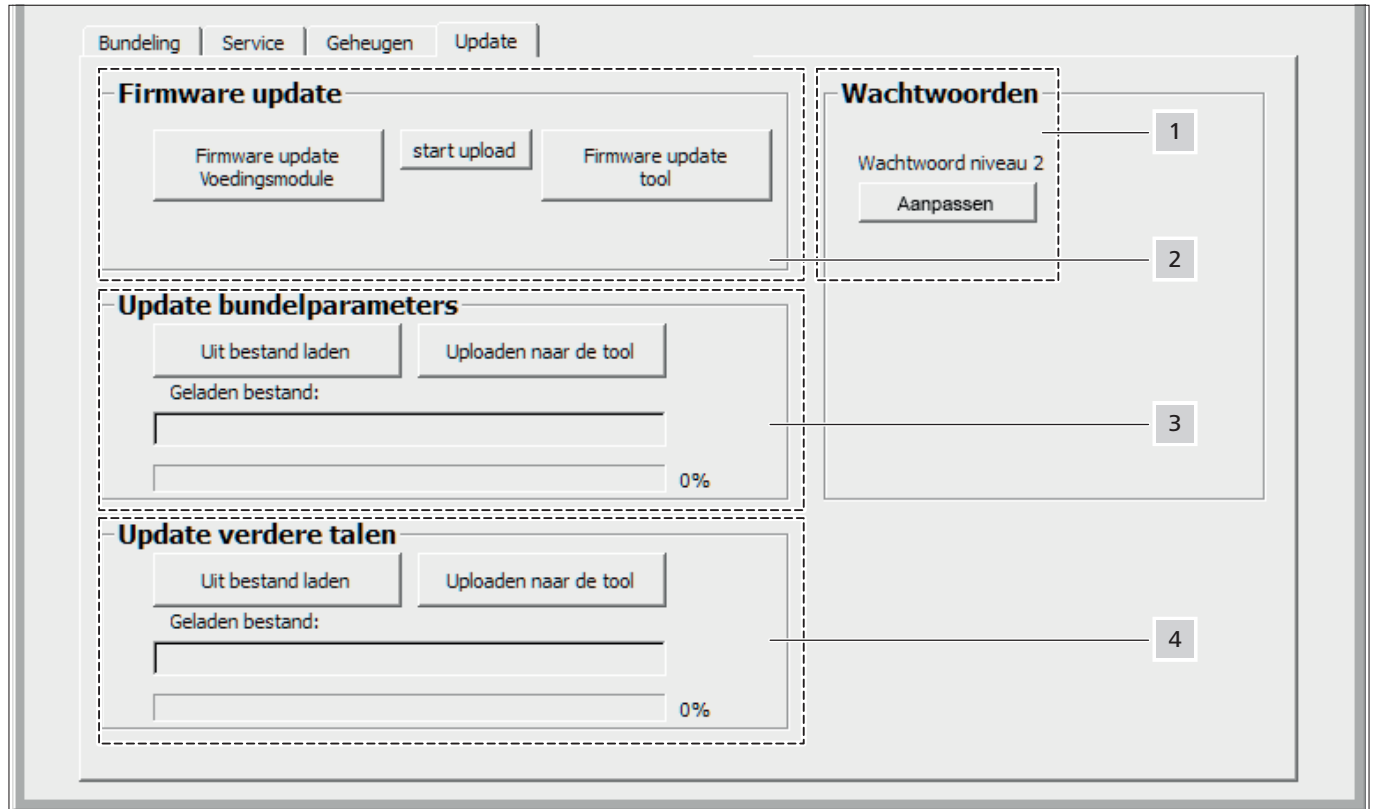 Bundeling
Service
Geheugen
Update
Firmware update
Firmware update
Voedingsmodule
start upload
Firmware update
tool
Wachtwoorden
Wachtwoord niveau 2
Aanpassen
1
2
Update bundelparameters
Uit bestand laden
Uploaden naar de tool
Geladen bestand:
0%
3
Update verdere talen
Uit bestand laden
Uploaden naar de tool
Geladen bestand:
0%
4